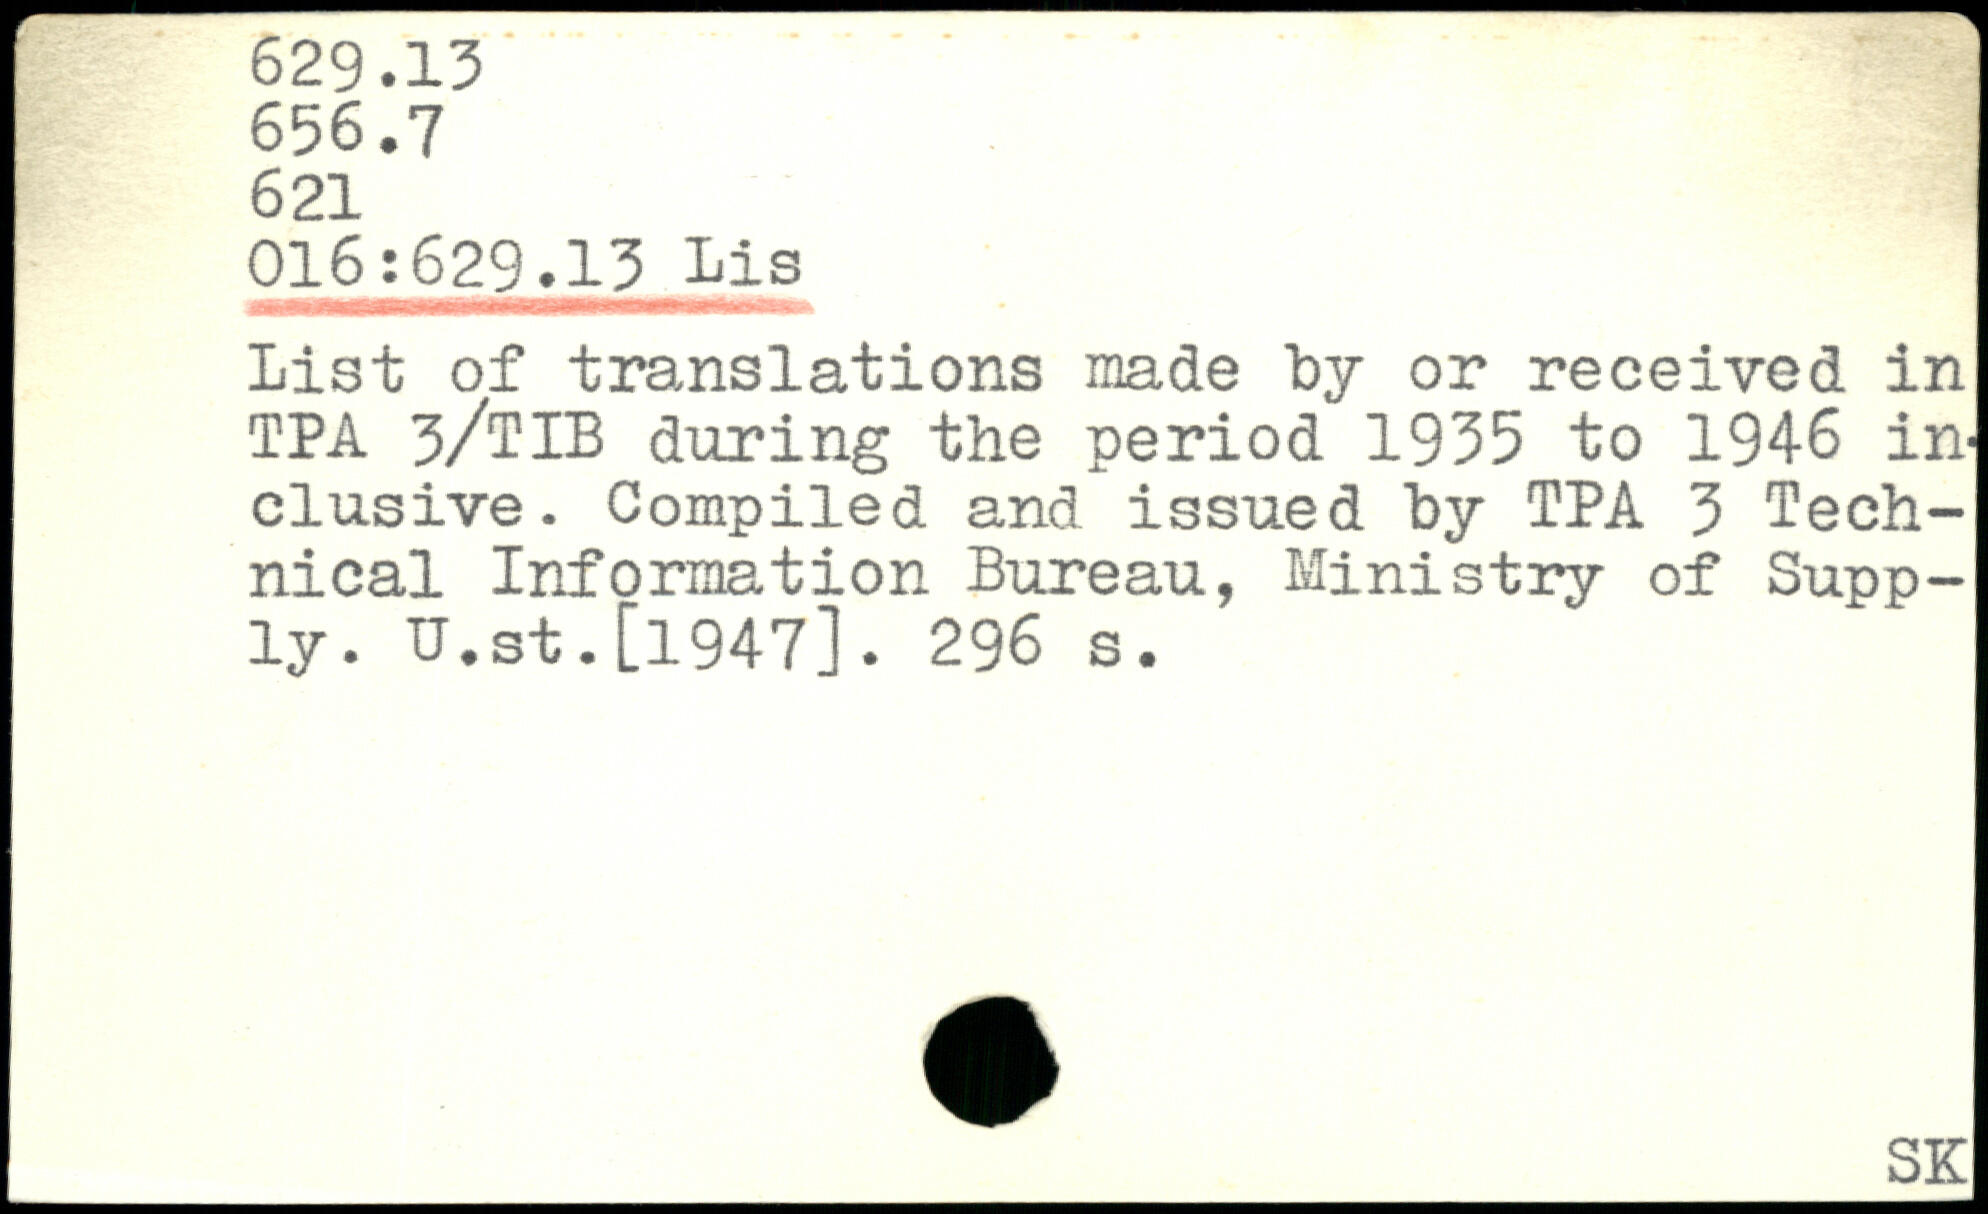 629.13
656.7
621
016:629.13 Lis
List of translations made by or received in
TPA 3/TIB during the period 1935 to 1946 in-
clusive. Compiled and issued by TPA 3 Tech-
nical Information Bureau, Ministry of Supp-
ly. U.st.[1947]. 296 s.
SK